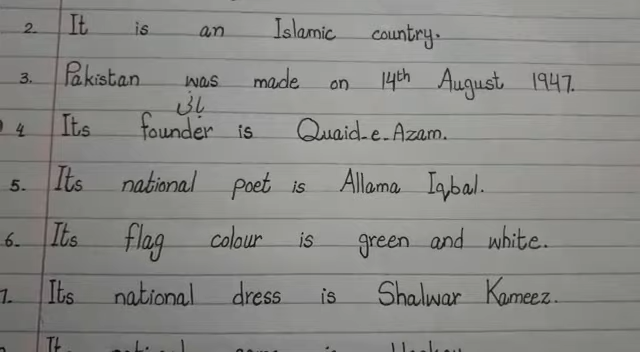 2. It is an Islamic country.
3. Pakistan was made on 14th August 1947.
بانی
4 Its founder is Quaid-e-Azam.
5. Its national poet is Allama Iqbal.
6. Its flag colour is green and white.
7. Its national dress is Shalwar Kameez.